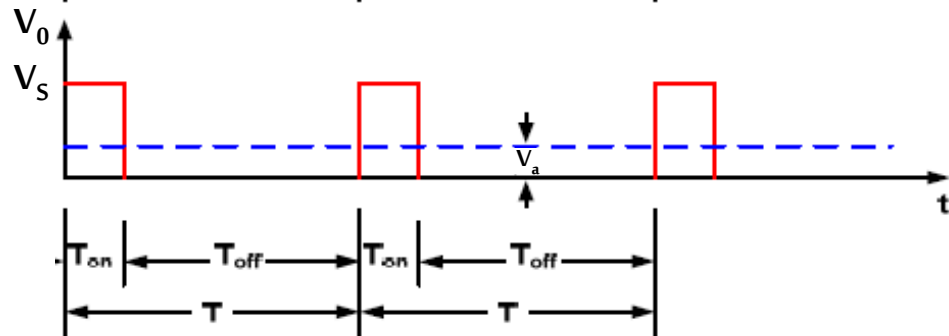 V₀
Vₛ
Vₐ
t
Tₒₙ Tₒff Tₒₙ Tₒff
T T